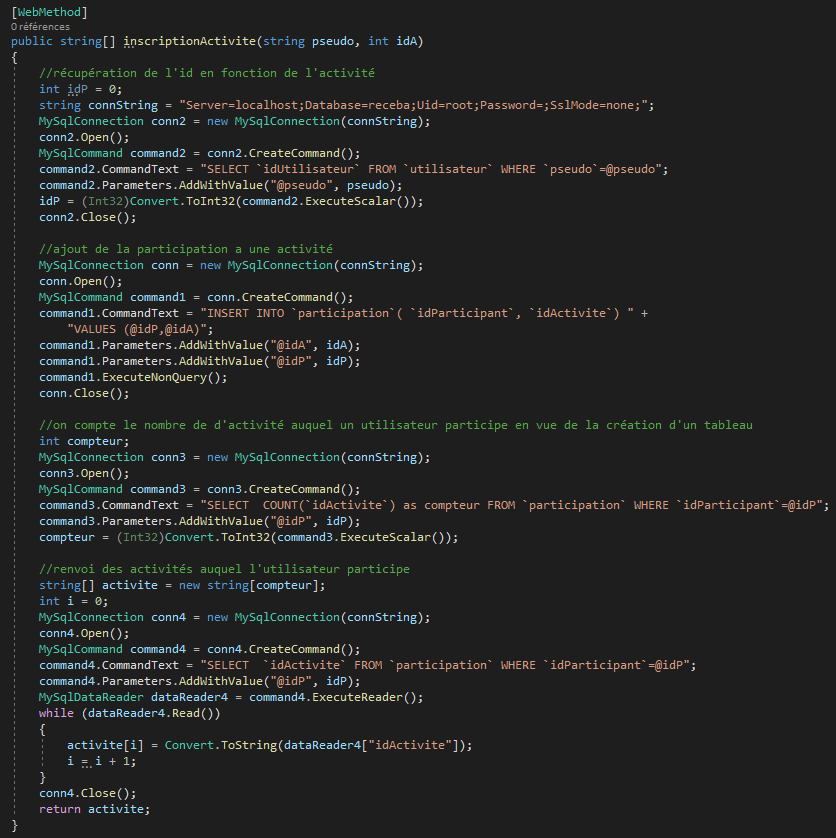 [WebMethod]
0 références
public string[] inscriptionActivite(string pseudo, int idA)
{
//récupération de l'id en fonction de l'activité
int idP = 0;
string connString = "Server=localhost;Database=receba;Uid=root;Password=;SslMode=none;";
MySqlConnection conn2 = new MySqlConnection(connString);
conn2.Open();
MySqlCommand command2 = conn2.CreateCommand();
command2.CommandText = "SELECT `idUtilisateur` FROM `utilisateur` WHERE `pseudo`=@pseudo";
command2.Parameters.AddWithValue("@pseudo", pseudo);
idP = (Int32)Convert.ToInt32(command2.ExecuteScalar());
conn2.Close();
//ajout de la participation a une activité
MySqlConnection conn = new MySqlConnection(connString);
conn.Open();
MySqlCommand command1 = conn.CreateCommand();
command1.CommandText = "INSERT INTO `participation`( `idParticipant`, `idActivite`) " +
"VALUES (@idP,@idA)";
command1.Parameters.AddWithValue("@idA", idA);
command1.Parameters.AddWithValue("@idP", idP);
command1.ExecuteNonQuery();
conn.Close();
//on compte le nombre de d'activité auquel un utilisateur participe en vue de la création d'un tableau
int compteur;
MySqlConnection conn3 = new MySqlConnection(connString);
conn3.Open();
MySqlCommand command3 = conn3.CreateCommand();
command3.CommandText = "SELECT  COUNT(`idActivite`) as compteur FROM `participation` WHERE `idParticipant`=@idP";
command3.Parameters.AddWithValue("@idP", idP);
compteur = (Int32)Convert.ToInt32(command3.ExecuteScalar());
//renvoi des activités auquel l'utilisateur participe
string[] activite = new string[compteur];
int i = 0;
MySqlConnection conn4 = new MySqlConnection(connString);
conn4.Open();
MySqlCommand command4 = conn4.CreateCommand();
command4.CommandText = "SELECT  `idActivite` FROM `participation` WHERE `idParticipant`=@idP";
command4.Parameters.AddWithValue("@idP", idP);
MySqlDataReader dataReader4 = command4.ExecuteReader();
while (dataReader4.Read())
{
activite[i] = Convert.ToString(dataReader4["idActivite"]);
i = i + 1;
}
conn4.Close();
return activite;
}